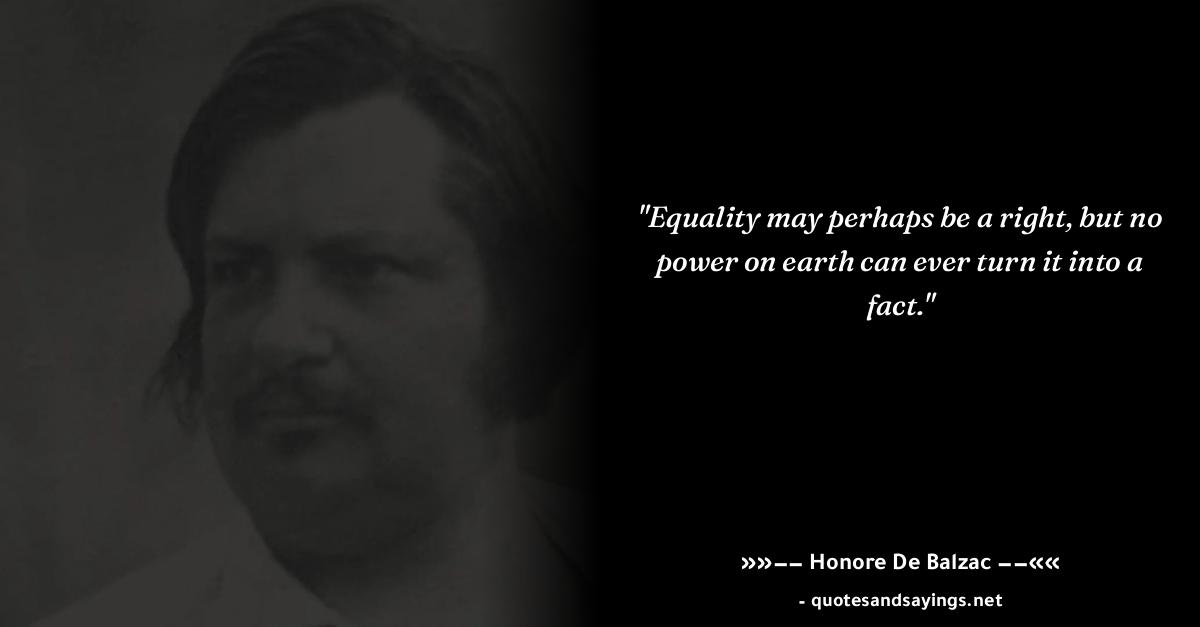 "Equality may perhaps be a right, but no
power on earth can ever turn it into a
fact."
»»−− Honore De Balzac −−««
- quotesandsayings.net